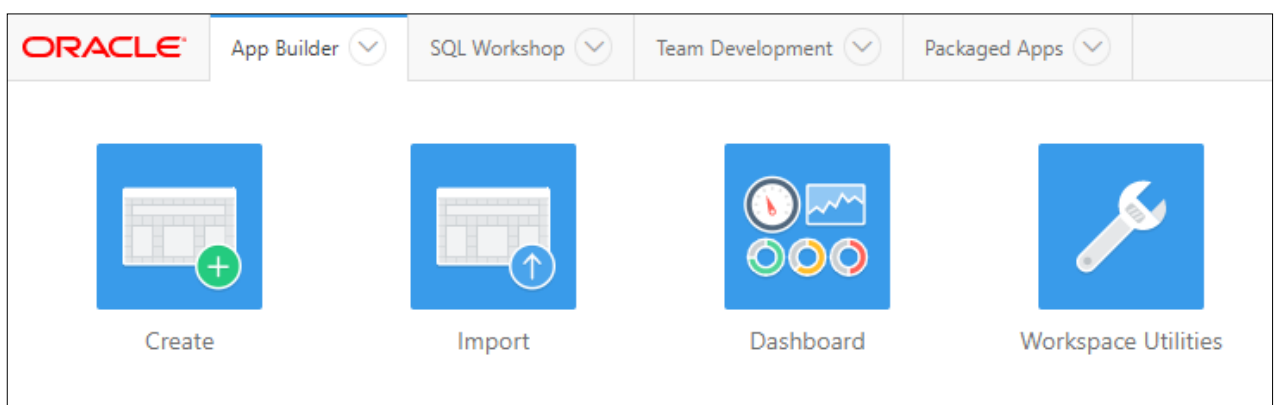 ORACLE App Builder SQL Workshop Team Development Packaged Apps
Create Import Dashboard Workspace Utilities